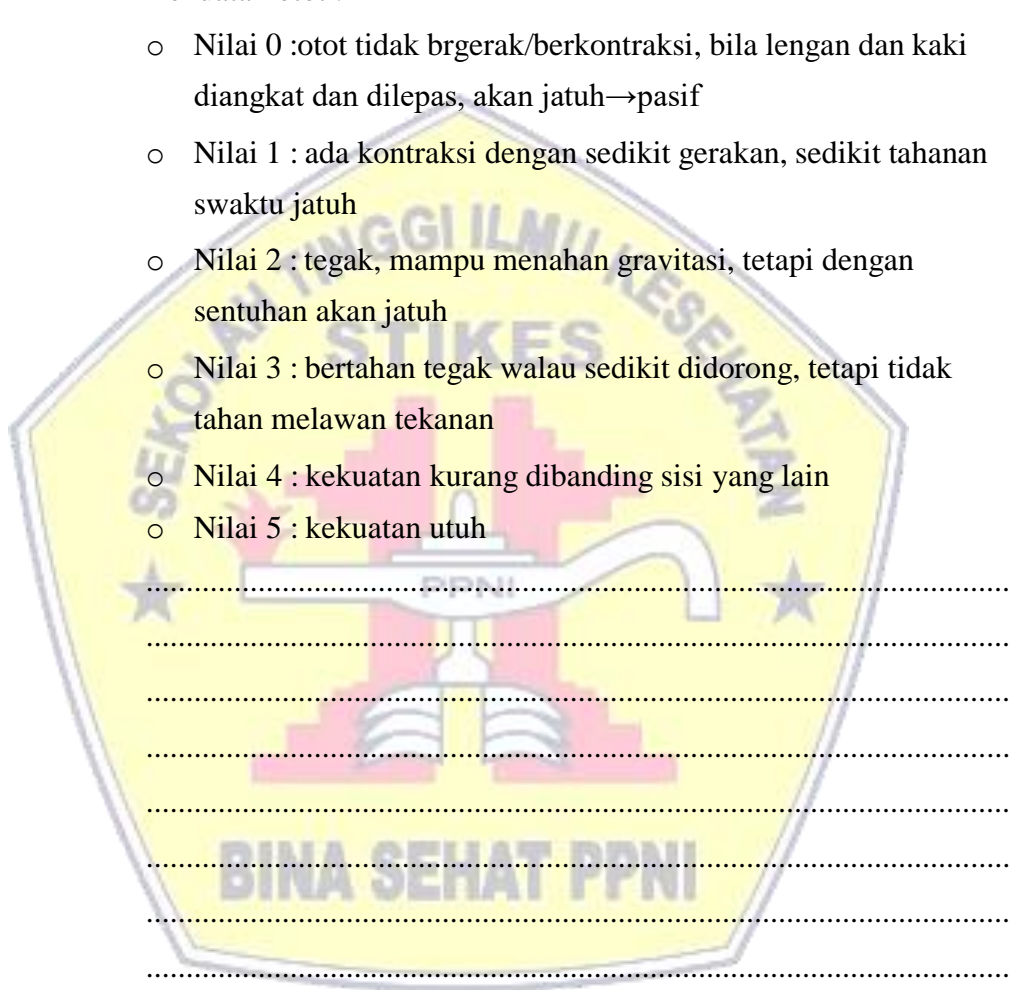 o Nilai 0 :otot tidak brgerak/berkontraksi, bila lengan dan kaki
diangkat dan dilepas, akan jatuh→pasif
o Nilai 1 : ada kontraksi dengan sedikit gerakan, sedikit tahanan
swaktu jatuh
o Nilai 2 : tegak, mampu menahan gravitasi, tetapi dengan
sentuhan akan jatuh
o Nilai 3 : bertahan tegak walau sedikit didorong, tetapi tidak
tahan melawan tekanan
o Nilai 4 : kekuatan kurang dibanding sisi yang lain
o Nilai 5 : kekuatan utuh
............................................................................................................
............................................................................................................
............................................................................................................
............................................................................................................
............................................................................................................
............................................................................................................
............................................................................................................
............................................................................................................
SEKOLAH TINGGI ILMU KESEHATAN
STIKES
PPNI
BINA SEHAT PPNI